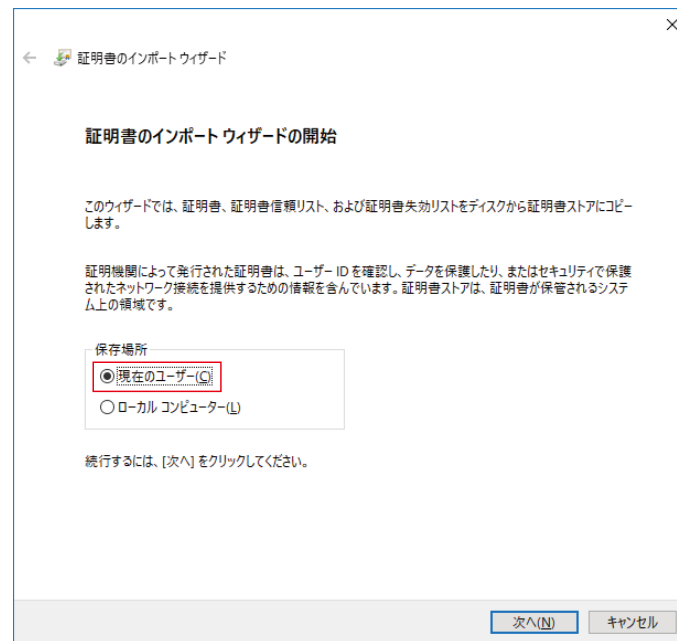 証明書のインポート ウィザード
証明書のインポート ウィザードの開始
このウィザードでは、証明書、証明書信頼リスト、および証明書失効リストをディスクから証明書ストアにコピー
します。
証明機関によって発行された証明書は、ユーザー ID を確認し、データを保護したり、またはセキュリティで保護
されたネットワーク接続を提供するための情報を含んでいます。証明書ストアは、証明書が保管されるシステ
ム上の領域です。
保存場所
現在のユーザー(C)
ローカル コンピューター(L)
続行するには、[次へ] をクリックしてください。
次へ(N) キャンセル